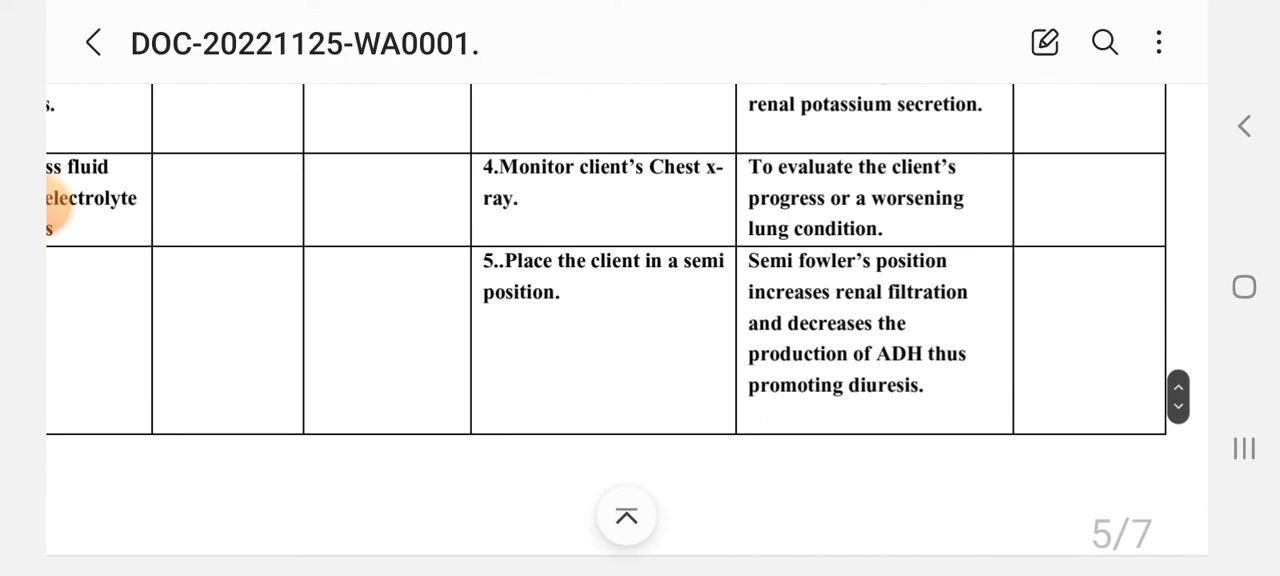 DOC-20221125-WA0001.
s.
renal potassium secretion.
ss fluid
electrolyte
s
4.Monitor client's Chest x-
ray.
To evaluate the client's
progress or a worsening
lung condition.
5..Place the client in a semi
position.
Semi fowler's position
increases renal filtration
and decreases the
production of ADH thus
promoting diuresis.
5/7